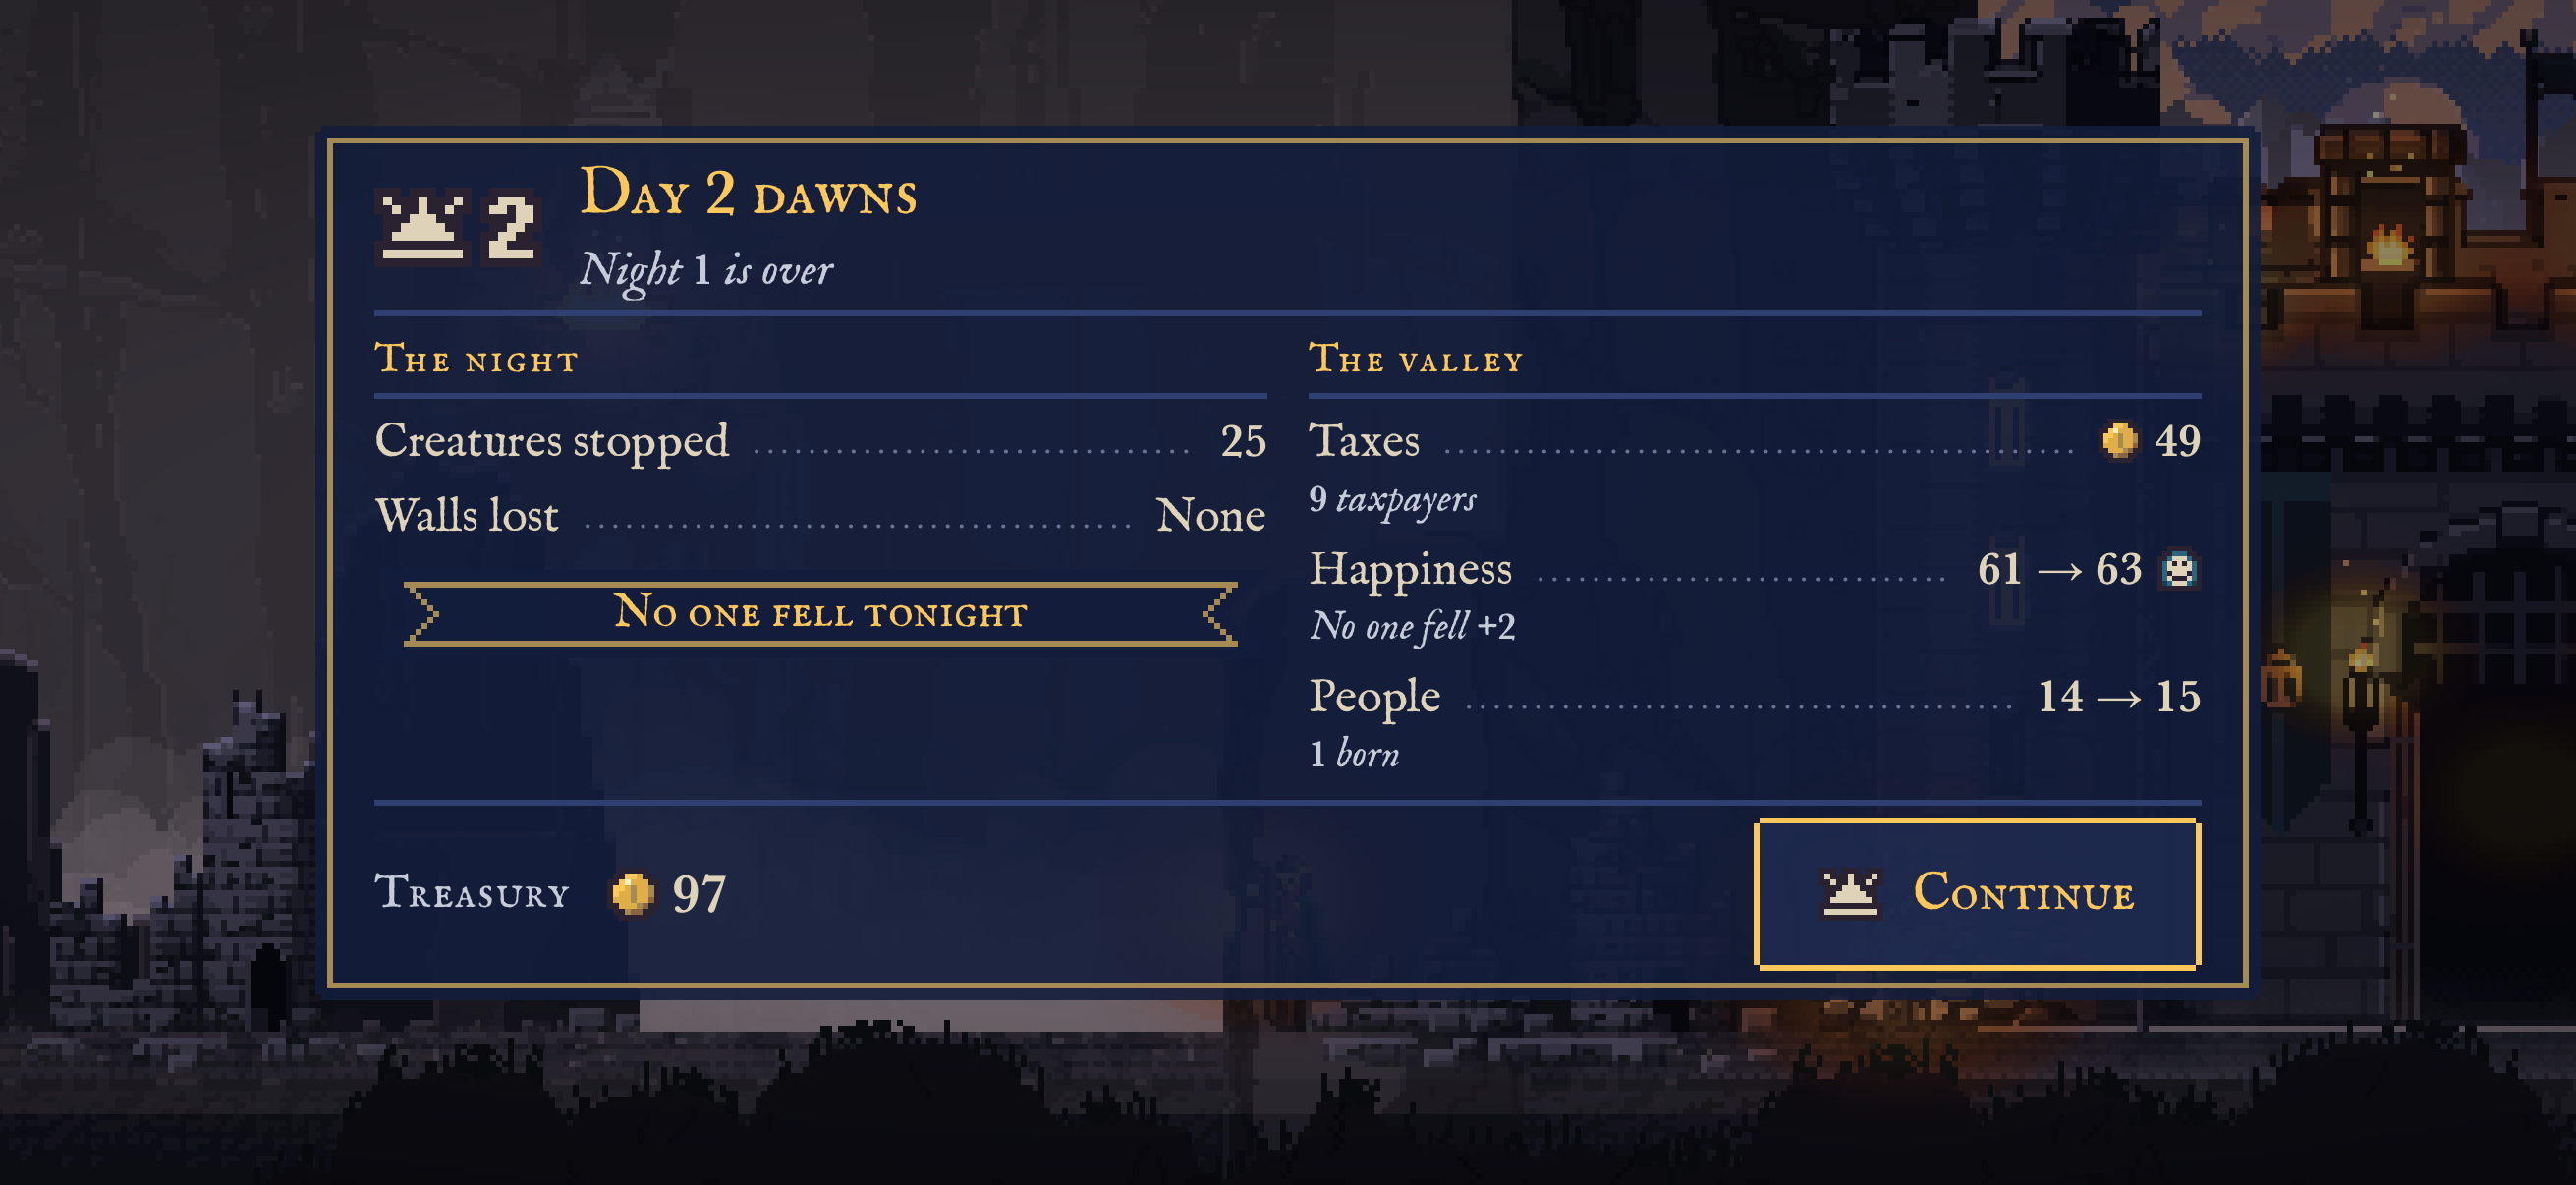 2
Day 2 dawns
Night 1 is over
The night
Creatures stopped 25
Walls lost None
No one fell tonight
The valley
Taxes 49
9 taxpayers
Happiness 61 → 63
No one fell +2
People 14 → 15
1 born
Treasury 97
Continue